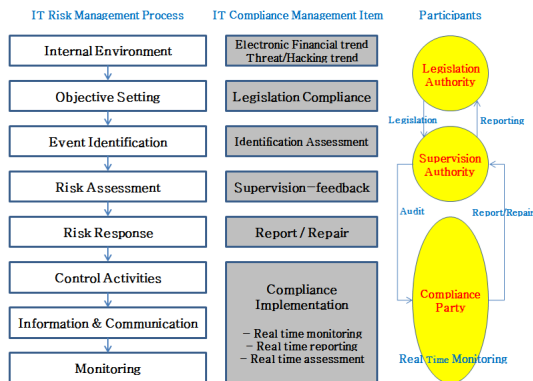 IT Risk Management Process
Internal Environment
Objective Setting
Event Identification
Risk Assessment
Risk Response
Control Activities
Information & Communication
Monitoring
IT Compliance Management Item
Electronic Financial trend
Threat/Hacking trend
Legislation Compliance
Identification Assessment
Supervision-feedback
Report / Repair
Compliance
Implementation
- Real time monitoring
- Real time reporting
- Real time assessment
Participants
Legislation
Authority
Legislation
Reporting
Supervision
Authority
Audit
Report/Repair
Compliance
Party
Real Time Monitoring